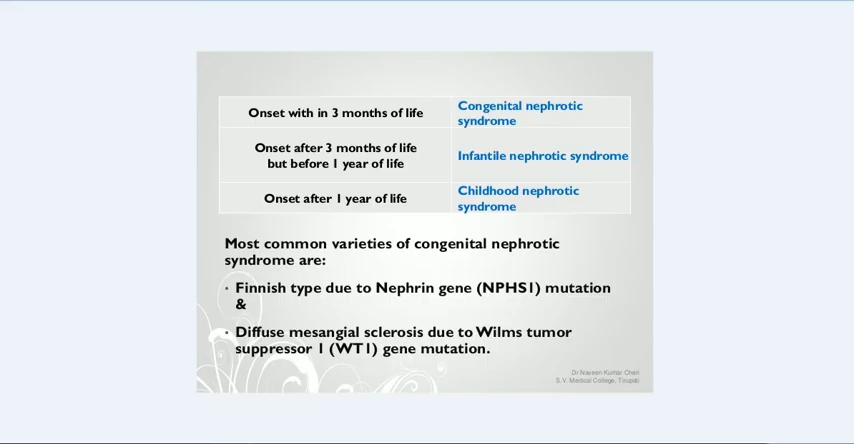 Onset with in 3 months of life
Congenital nephrotic
syndrome
Onset after 3 months of life
but before 1 year of life
Infantile nephrotic syndrome
Onset after 1 year of life
Childhood nephrotic
syndrome
Most common varieties of congenital nephrotic
syndrome are:
• Finnish type due to Nephrin gene (NPHS1) mutation
&
• Diffuse mesangial sclerosis due to Wilms tumor
suppressor 1 (WT1) gene mutation.
Dr Naveen Kumar Cheri
S.V. Medical College, Tirupati